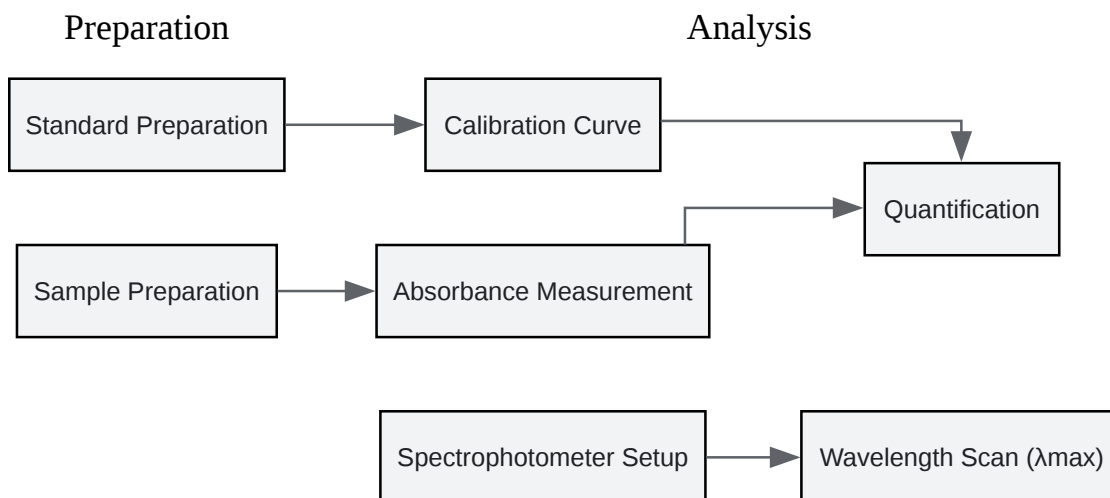 Preparation
Analysis
Standard Preparation
Calibration Curve
Quantification
Sample Preparation
Absorbance Measurement
Spectrophotometer Setup
Wavelength Scan (λmax)